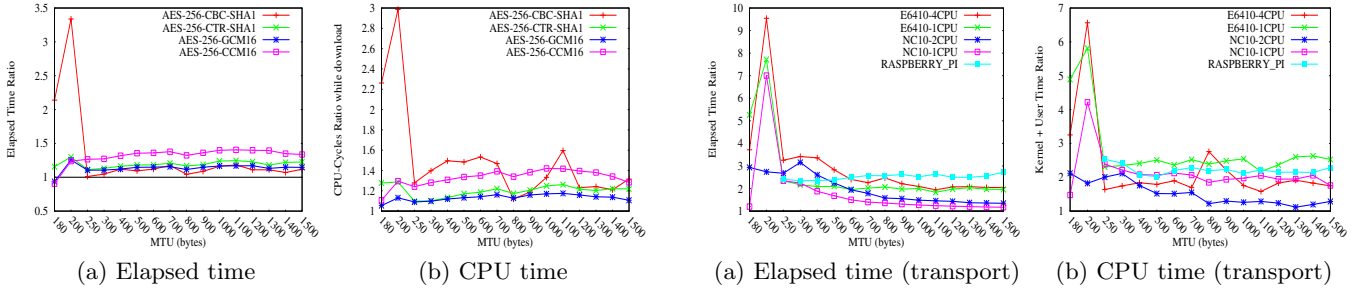 AES-256-CBC-SHA1
AES-256-CTR-SHA1
AES-256-GCM16
AES-256-CCM16
Elapsed Time Ratio
3.5
3
2.5
2
1.5
1
0.5
180 200 250 300 400 500 600 700 800 900 1000 1100 1200 1300 1400 1500
MTU (bytes)
(a) Elapsed time
AES-256-CBC-SHA1
AES-256-CTR-SHA1
AES-256-GCM16
AES-256-CCM16
CPU-Cycles Ratio while download
3
2.8
2.6
2.4
2.2
2
1.8
1.6
1.4
1.2
1
180 200 250 300 400 500 600 700 800 900 1000 1100 1200 1300 1400 1500
MTU (bytes)
(b) CPU time
E6410-4CPU
E6410-1CPU
NC10-2CPU
NC10-1CPU
RASPBERRY_PI
Elapsed Time Ratio
10
9
8
7
6
5
4
3
2
1
180 200 250 300 400 500 600 700 800 900 1000 1100 1200 1300 1400 1500
MTU (bytes)
(a) Elapsed time (transport)
E6410-4CPU
E6410-1CPU
NC10-2CPU
NC10-1CPU
RASPBERRY_PI
Kernel + User Time Ratio
7
6
5
4
3
2
1
180 200 250 300 400 500 600 700 800 900 1000 1100 1200 1300 1400 1500
MTU (bytes)
(b) CPU time (transport)